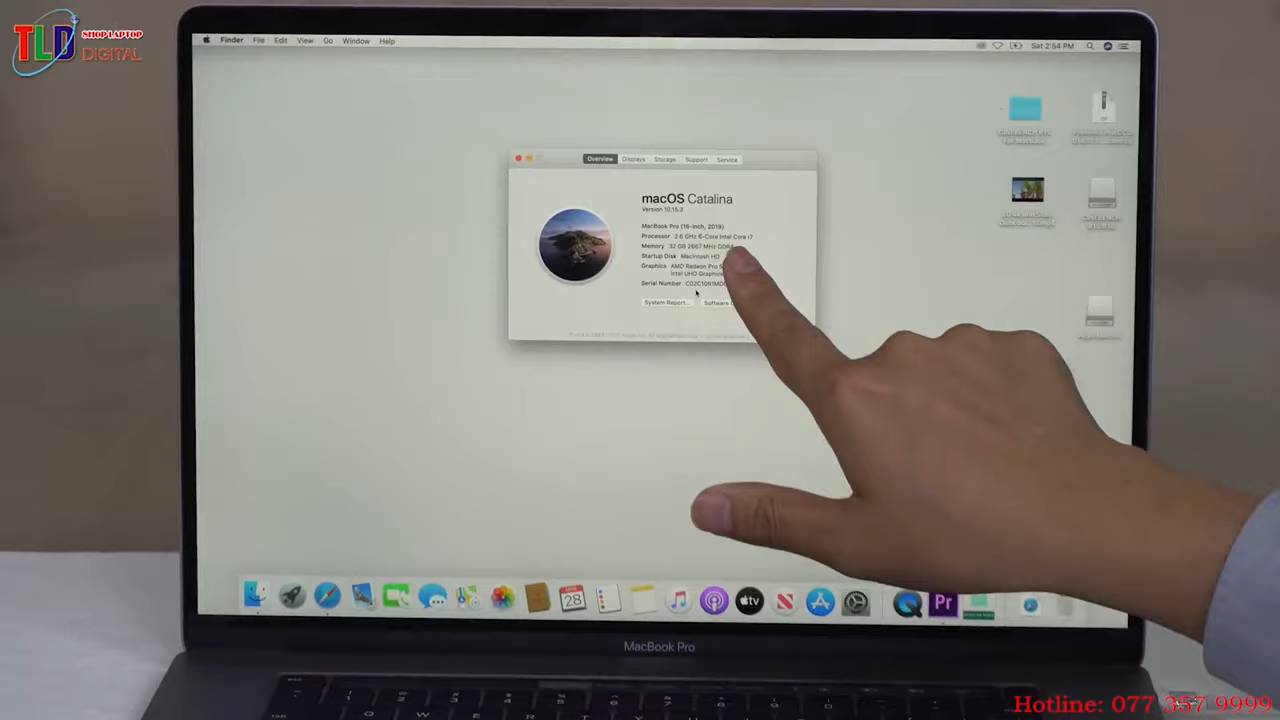 TLD
SHOP LAPTOP
DIGITAL
Finder File Edit View Go Window Help
Sat 2:54 PM
Overview Displays Storage Support Service
macOS Catalina
Version 10.15.3
MacBook Pro (16-inch, 2019)
Processor 2.6 GHz 6-Core Intel Core i7
Memory 32 GB 2667 MHz DDR4
Startup Disk Macintosh HD
Graphics AMD Radeon Pro
Intel UHD Graphics
Serial Number
System Report...
Software
28
tv
Pr
MacBook Pro
Q W E R T
Hotline: 077 357 9999